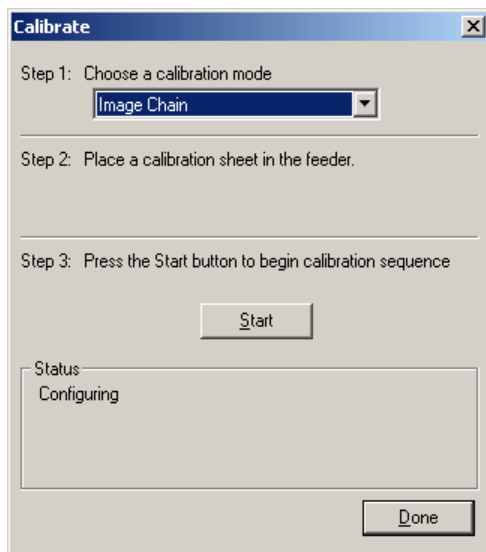 Calibrate
Step 1: Choose a calibration mode
Image Chain
Step 2: Place a calibration sheet in the feeder.
Step 3: Press the Start button to begin calibration sequence
Start
Status
Configuring
Done